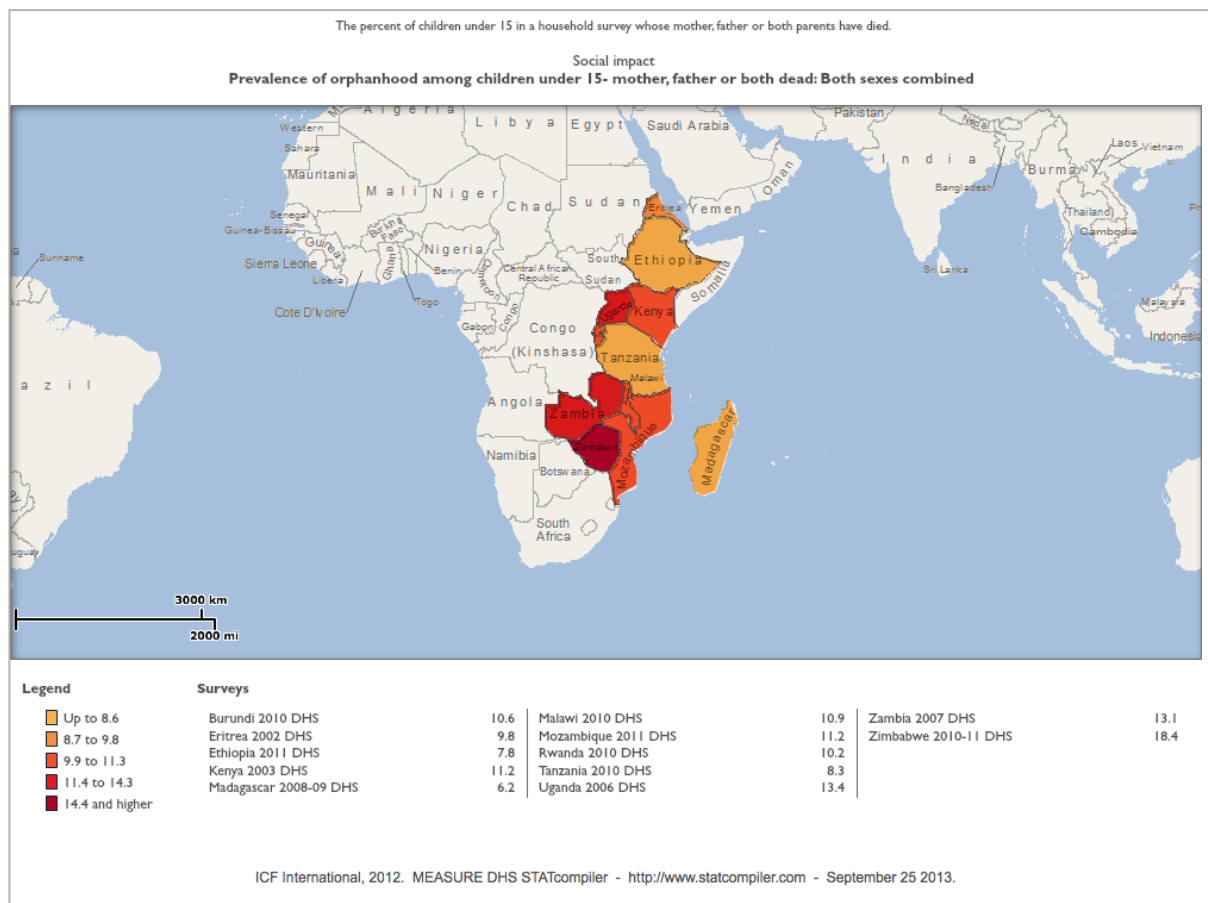 The percent of children under 15 in a household survey whose mother, father or both parents have died.
Social impact
Prevalence of orphanhood among children under 15- mother, father or both dead: Both sexes combined
Algeria
Libya
Egypt
Saudi Arabia
Pakistan
Nepal
Laos
Vietnam
Western
Sahara
India
Burma
Mauritania
Mali
Niger
Oman
Bangladesh
Chad
Sudan
Eritrea
Yemen
Thailand
Senegal
Burkina
Faso
Guinea-Bissau
Guinea
Nigeria
Cambodia
a
Suriname
Ghana
Benin
Cameroon
Central African
Republic
South
Sudan
Ethiopia
Somalia
Sri Lanka
Sierra Leone
Liberia
Togo
Cote D'Ivoire
Uganda
Kenya
Malaysia
Gabon
Congo
Congo
(Kinshasa)
Indonesia
Tanzania
Malawi
azil
Angola
Zambia
Zimbabwe
Mozambique
Madagascar
Namibia
Botswana
South
Africa
uguay
3000 km
2000 mi
Legend
Up to 8.6
8.7 to 9.8
9.9 to 11.3
11.4 to 14.3
14.4 and higher
Surveys
Burundi 2010 DHS 10.6
Eritrea 2002 DHS 9.8
Ethiopia 2011 DHS 7.8
Kenya 2003 DHS 11.2
Madagascar 2008-09 DHS 6.2
Malawi 2010 DHS 10.9
Mozambique 2011 DHS 11.2
Rwanda 2010 DHS 10.2
Tanzania 2010 DHS 8.3
Uganda 2006 DHS 13.4
Zambia 2007 DHS 13.1
Zimbabwe 2010-11 DHS 18.4
ICF International, 2012. MEASURE DHS STATcompiler - http://www.statcompiler.com - September 25 2013.